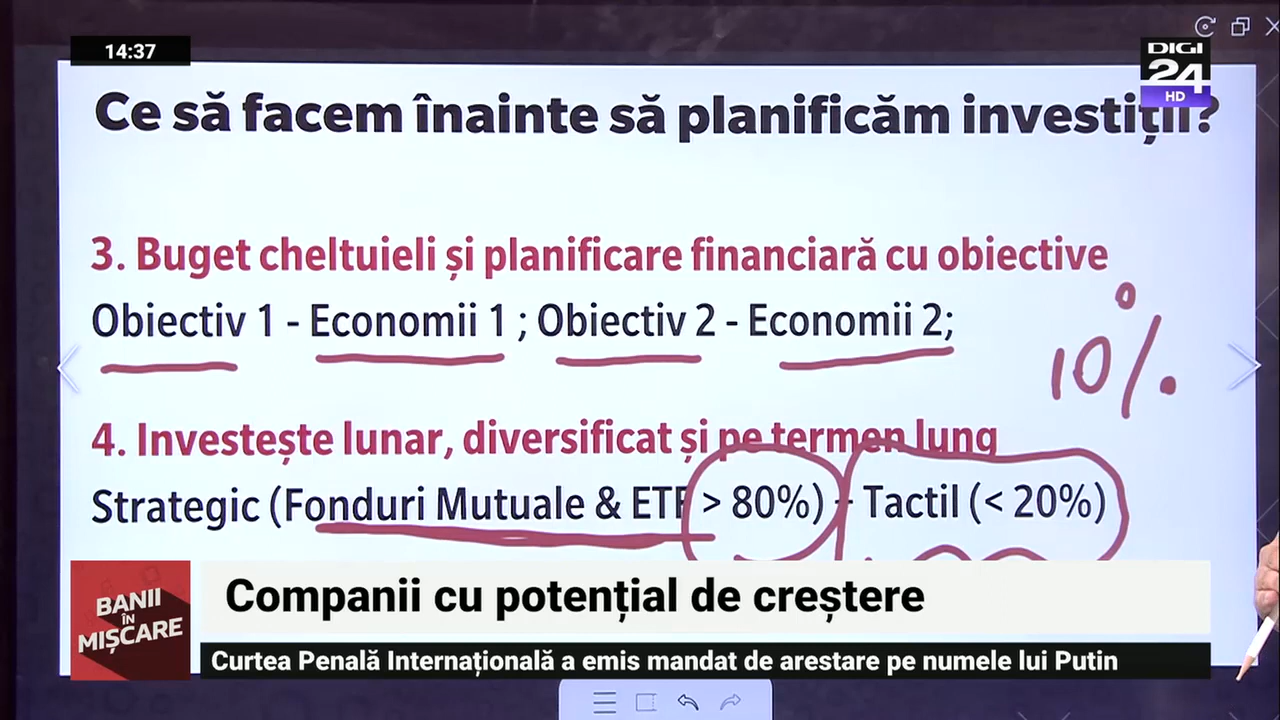 14:37
DIGI
24
HD
Ce să facem înainte să planificăm investiții?
3. Buget cheltuieli și planificare financiară cu obiective
Obiectiv 1 - Economii 1 ; Obiectiv 2 - Economii 2;
10%
4. Investește lunar, diversificat și pe termen lung
Strategic (Fonduri Mutuale & ETF > 80%) - Tactil (< 20%)
BANII
ÎN
MIȘCARE
Companii cu potențial de creștere
Curtea Penală Internațională a emis mandat de arestare pe numele lui Putin